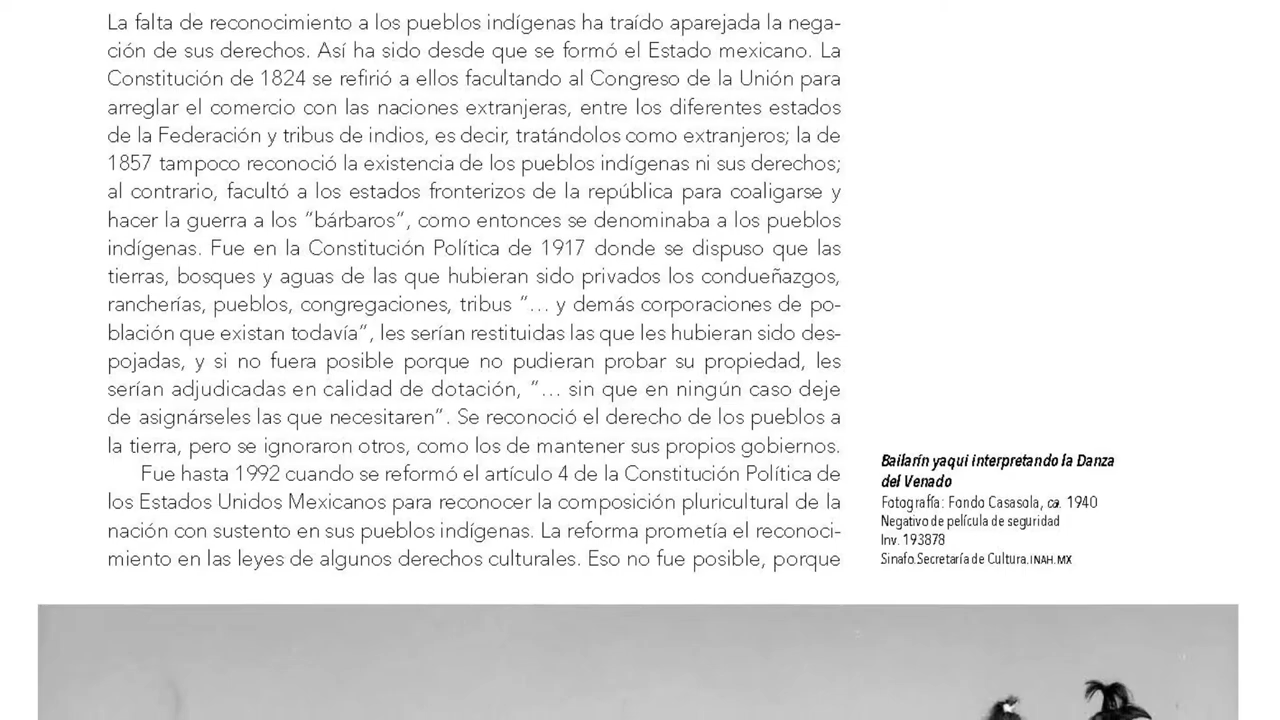 La falta de reconocimiento a los pueblos indígenas ha traído aparejada la nega-
ción de sus derechos. Así ha sido desde que se formó el Estado mexicano. La
Constitución de 1824 se refirió a ellos facultando al Congreso de la Unión para
arreglar el comercio con las naciones extranjeras, entre los diferentes estados
de la Federación y tribus de indios, es decir, tratándolos como extranjeros; la de
1857 tampoco reconoció la existencia de los pueblos indígenas ni sus derechos;
al contrario, facultó a los estados fronterizos de la república para coaligarse y
hacer la guerra a los “bárbaros”, como entonces se denominaba a los pueblos
indígenas. Fue en la Constitución Política de 1917 donde se dispuso que las
tierras, bosques y aguas de las que hubieran sido privados los condueñazgos,
rancherías, pueblos, congregaciones, tribus “… y demás corporaciones de po-
blación que existan todavía”, les serían restituidas las que les hubieran sido des-
pojadas, y si no fuera posible porque no pudieran probar su propiedad, les
serían adjudicadas en calidad de dotación, “… sin que en ningún caso deje
de asignárseles las que necesitaren”. Se reconoció el derecho de los pueblos a
la tierra, pero se ignoraron otros, como los de mantener sus propios gobiernos.
Fue hasta 1992 cuando se reformó el artículo 4 de la Constitución Política de
los Estados Unidos Mexicanos para reconocer la composición pluricultural de la
nación con sustento en sus pueblos indígenas. La reforma prometía el reconoci-
miento en las leyes de algunos derechos culturales. Eso no fue posible, porque
Bailarín yaqui interpretando la Danza
del Venado
Fotografía: Fondo Casasola, ca. 1940
Negativo de película de seguridad
Inv. 193878
Sinafo.Secretaría de Cultura.INAH.MX